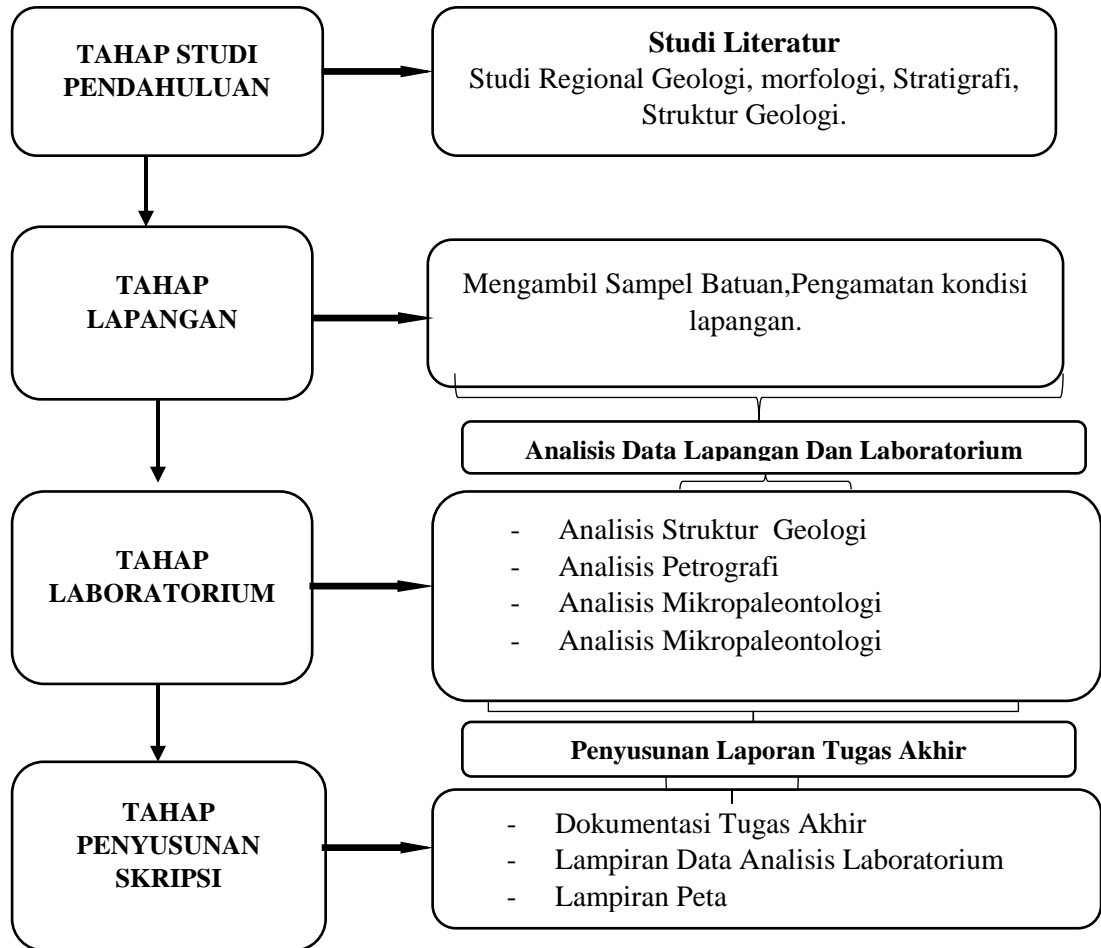 TAHAP STUDI
PENDAHULUAN
Studi Literatur
Studi Regional Geologi, morfologi, Stratigrafi,
Struktur Geologi.
TAHAP
LAPANGAN
Mengambil Sampel Batuan,Pengamatan kondisi
lapangan.
Analisis Data Lapangan Dan Laboratorium
TAHAP
LABORATORIUM
- Analisis Struktur Geologi
- Analisis Petrografi
- Analisis Mikropaleontologi
- Analisis Mikropaleontologi
Penyusunan Laporan Tugas Akhir
TAHAP
PENYUSUNAN
SKRIPSI
- Dokumentasi Tugas Akhir
- Lampiran Data Analisis Laboratorium
- Lampiran Peta